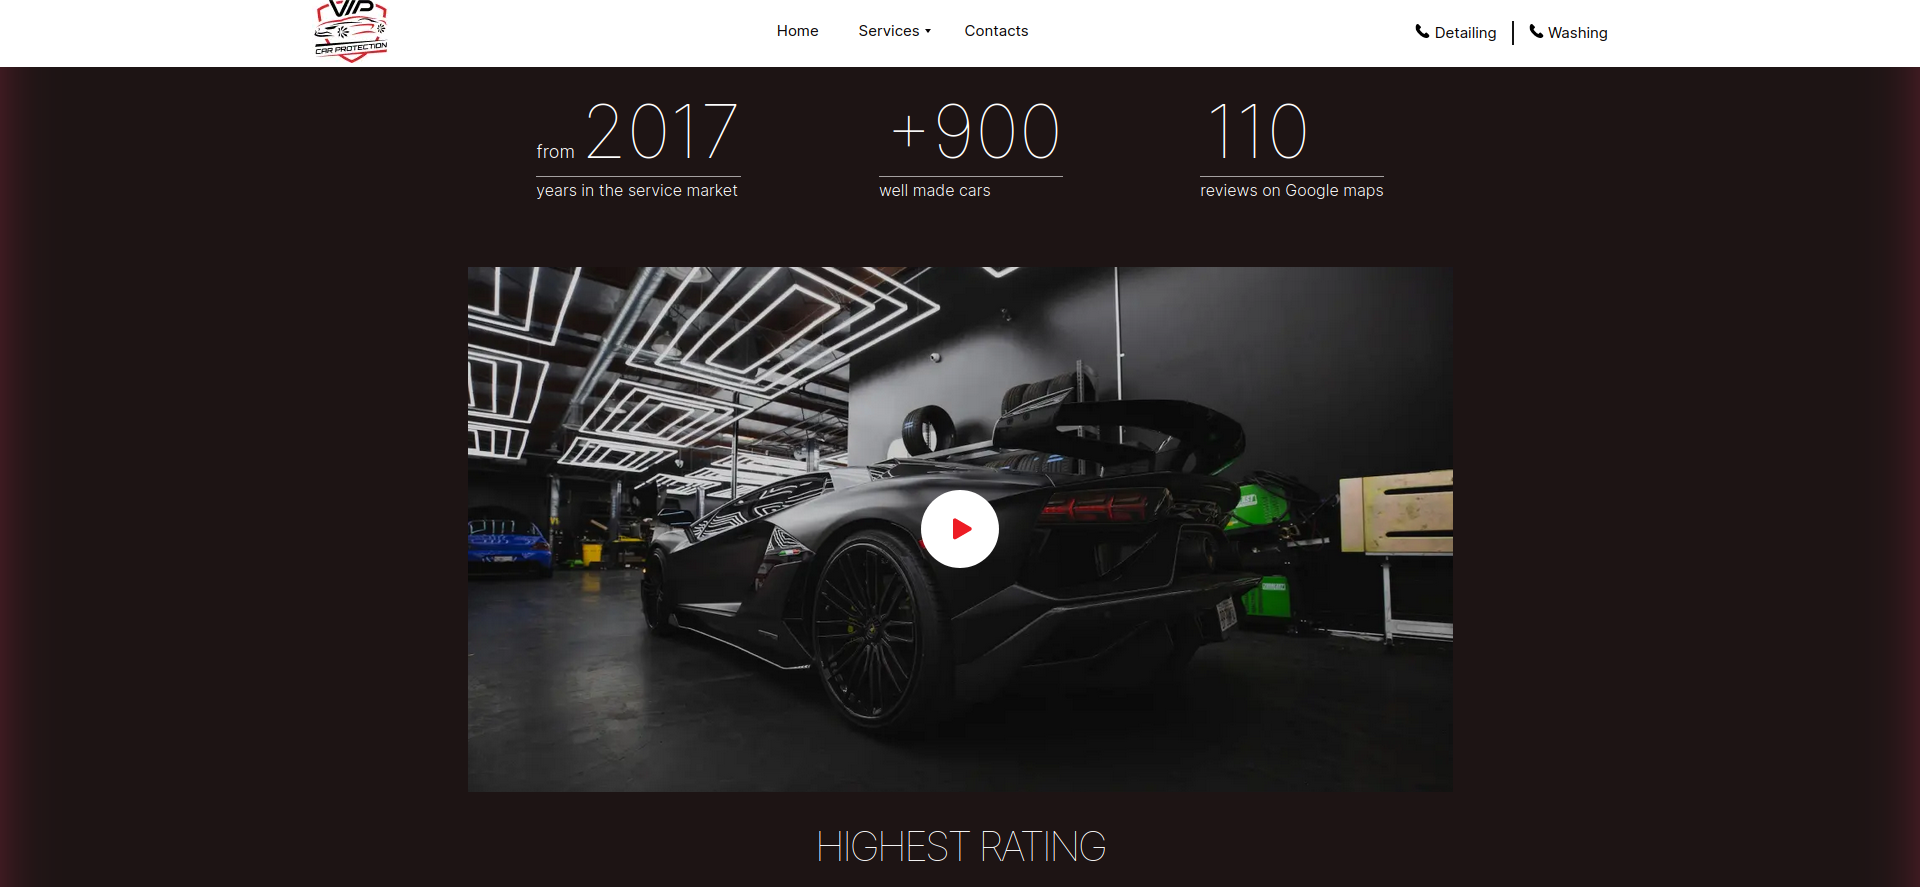 VIP
CAR PROTECTION
Home
Services
Contacts
Detailing
Washing
from 2017
years in the service market
+900
well made cars
110
reviews on Google maps
HIGHEST RATING